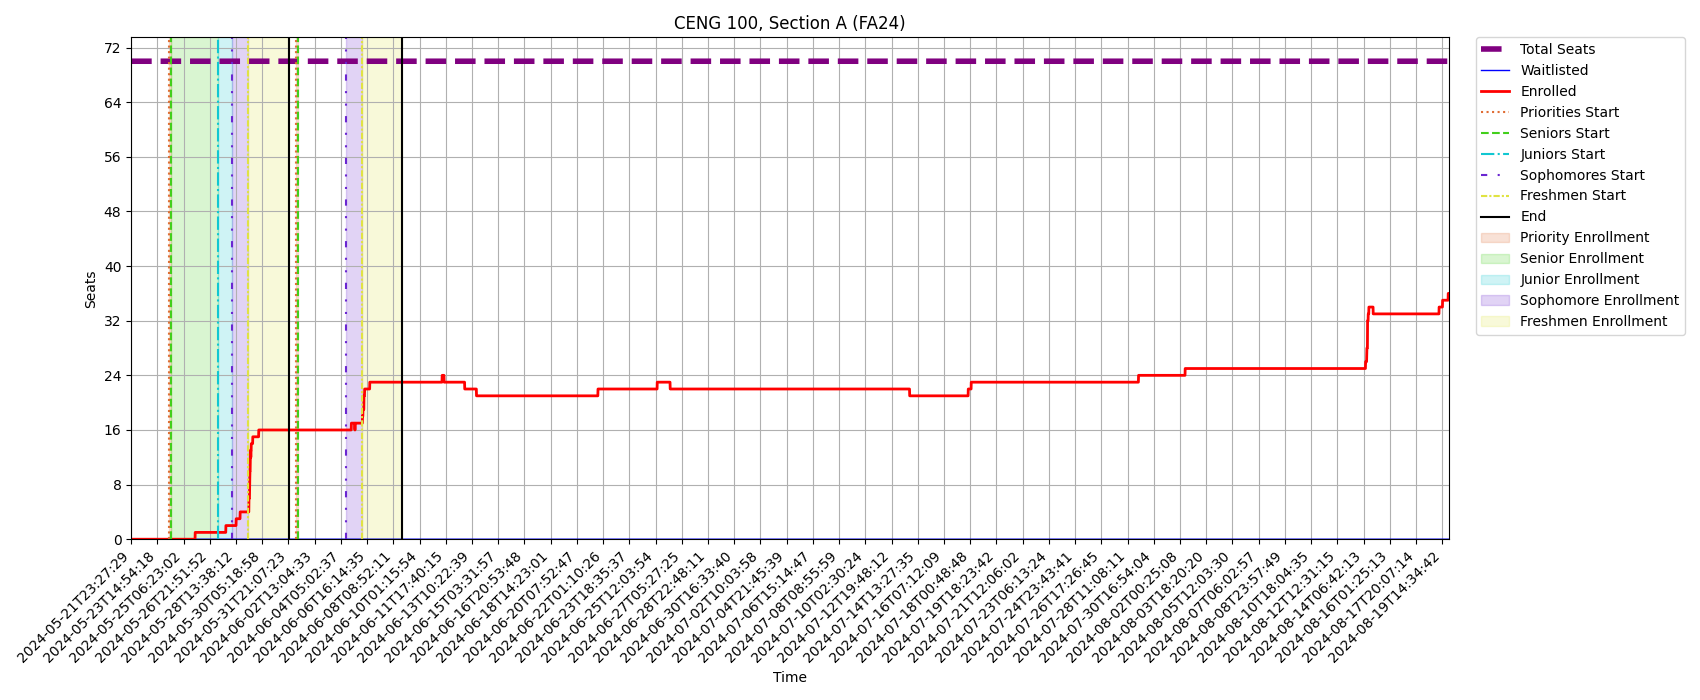 CENG 100, Section A (FA24)
Seats
72
64
56
48
40
32
24
16
8
0
2024-05-21T23:27:29
2024-05-23T14:54:18
2024-05-25T06:23:02
2024-05-26T21:51:52
2024-05-28T13:38:12
2024-05-30T05:18:58
2024-05-31T21:07:23
2024-06-02T13:04:33
2024-06-04T05:02:37
2024-06-06T16:14:35
2024-06-08T08:52:11
2024-06-10T01:15:54
2024-06-11T17:40:15
2024-06-13T10:22:39
2024-06-15T03:31:57
2024-06-16T20:53:48
2024-06-18T14:23:01
2024-06-20T07:52:47
2024-06-22T01:10:26
2024-06-23T18:35:37
2024-06-25T12:03:54
2024-06-27T05:27:25
2024-06-28T22:48:11
2024-06-30T16:33:40
2024-07-02T10:03:58
2024-07-04T21:45:39
2024-07-06T15:14:47
2024-07-08T08:55:59
2024-07-10T02:30:24
2024-07-12T19:48:12
2024-07-14T13:27:35
2024-07-16T07:12:09
2024-07-18T00:48:48
2024-07-19T18:23:42
2024-07-21T12:06:02
2024-07-23T06:13:24
2024-07-24T23:43:41
2024-07-26T17:26:45
2024-07-28T11:08:11
2024-07-30T16:54:04
2024-08-02T00:25:08
2024-08-03T18:20:20
2024-08-05T12:03:30
2024-08-07T06:02:57
2024-08-08T23:57:49
2024-08-10T18:04:35
2024-08-12T12:31:15
2024-08-14T06:42:13
2024-08-16T01:25:13
2024-08-17T20:07:14
2024-08-19T14:34:42
Time
Total Seats
Waitlisted
Enrolled
Priorities Start
Seniors Start
Juniors Start
Sophomores Start
Freshmen Start
End
Priority Enrollment
Senior Enrollment
Junior Enrollment
Sophomore Enrollment
Freshmen Enrollment